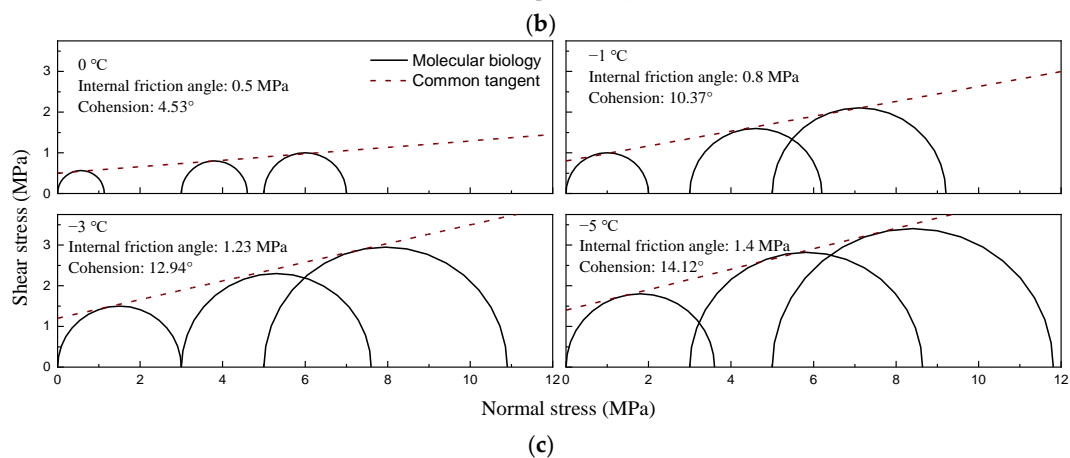 (b)
0 °C
Internal friction angle: 0.5 MPa
Cohension: 4.53°
Molecular biology
Common tangent
−1 °C
Internal friction angle: 0.8 MPa
Cohension: 10.37°
3
2
1
0
−3 °C
Internal friction angle: 1.23 MPa
Cohension: 12.94°
−5 °C
Internal friction angle: 1.4 MPa
Cohension: 14.12°
3
2
1
0
0 2 4 6 8 10 12 0 2 4 6 8 10 12
Shear stress (MPa)
Normal stress (MPa)
(c)